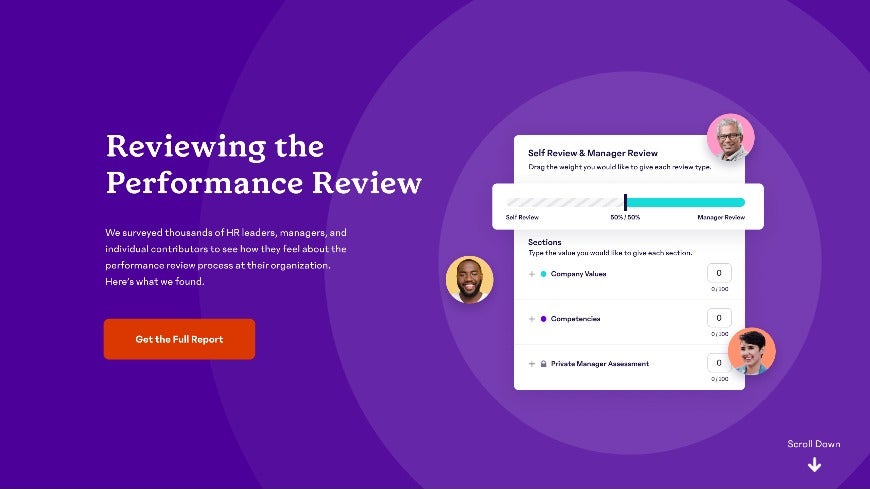 Reviewing the
Performance Review
We surveyed thousands of HR leaders, managers, and
individual contributors to see how they feel about the
performance review process at their organization.
Here's what we found.
Get the Full Report
Self Review & Manager Review
Drag the weight you would like to give each review type.
Self Review
50% / 50%
Manager Review
Sections
Type the value you would like to give each section.
+ Company Values
0
0 / 100
+ Competencies
0
0 / 100
+ Private Manager Assessment
0
0 / 100
Scroll Down